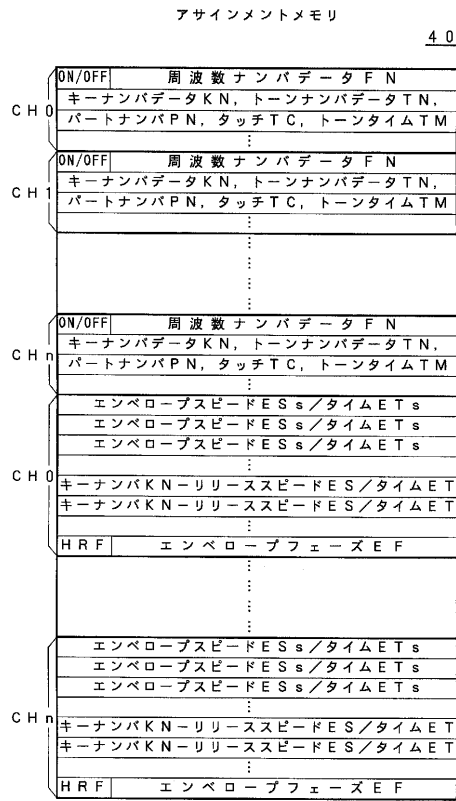 アサインメントメモリ
40
ON/OFF 周波数ナンバデータFN
キーナンバデータKN, トーンナンバデータTN,
CH0
パートナンバPN, タッチTC, トーンタイムTM
ON/OFF 周波数ナンバデータFN
キーナンバデータKN, トーンナンバデータTN,
CH1
パートナンバPN, タッチTC, トーンタイムTM
ON/OFF 周波数ナンバデータFN
キーナンバデータKN, トーンナンバデータTN,
CHn
パートナンバPN, タッチTC, トーンタイムTM
エンベロープスピードESs/タイムETs
エンベロープスピードESs/タイムETs
エンベロープスピードESs/タイムETs
CH0
キーナンバKN-リリーススピードES/タイムET
キーナンバKN-リリーススピードES/タイムET
HRF エンベロープフェーズEF
エンベロープスピードESs/タイムETs
エンベロープスピードESs/タイムETs
エンベロープスピードESs/タイムETs
CHn
キーナンバKN-リリーススピードES/タイムET
キーナンバKN-リリーススピードES/タイムET
HRF エンベロープフェーズEF